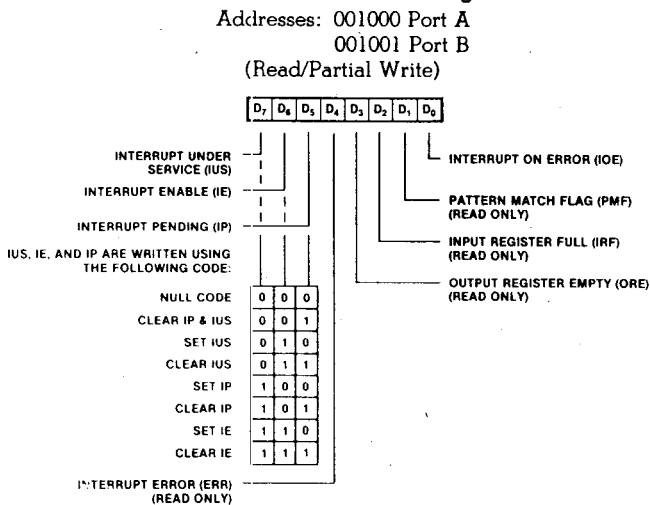 Addresses: 001000 Port A
001001 Port B
(Read/Partial Write)
D7 D6 D5 D4 D3 D2 D1 D0
INTERRUPT UNDER
SERVICE (IUS)
INTERRUPT ENABLE (IE)
INTERRUPT PENDING (IP)
IUS, IE, AND IP ARE WRITTEN USING
THE FOLLOWING CODE:
NULL CODE 0 0 0
CLEAR IP & IUS 0 0 1
SET IUS 0 1 0
CLEAR IUS 0 1 1
SET IP 1 0 0
CLEAR IP 1 0 1
SET IE 1 1 0
CLEAR IE 1 1 1
INTERRUPT ERROR (ERR)
(READ ONLY)
INTERRUPT ON ERROR (IOE)
PATTERN MATCH FLAG (PMF)
(READ ONLY)
INPUT REGISTER FULL (IRF)
(READ ONLY)
OUTPUT REGISTER EMPTY (ORE)
(READ ONLY)